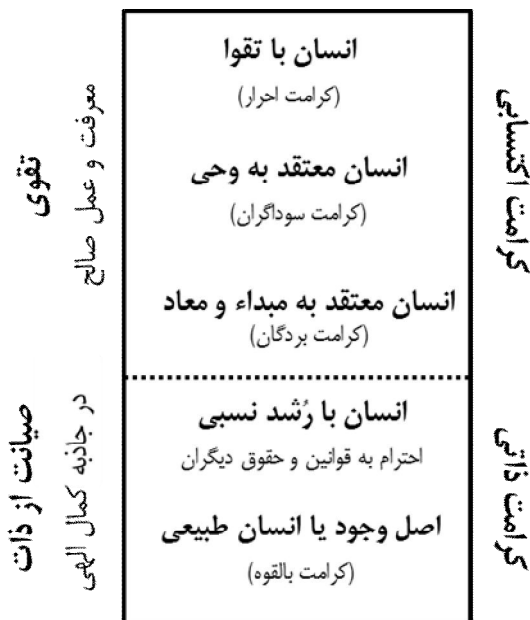 کرامت اکتسابی
انسان با تقوا
(کرامت احرار)
انسان معتقد به وحی
(کرامت سوداگران)
انسان معتقد به مبداء و معاد
(کرامت بردگان)
تقوی
معرفت و عمل صالح
کرامت ذاتی
انسان با رُشد نسبی
احترام به قوانین و حقوق دیگران
اصل وجود یا انسان طبیعی
(کرامت بالقوه)
صیانت از ذات
در جاذبه کمال الهی